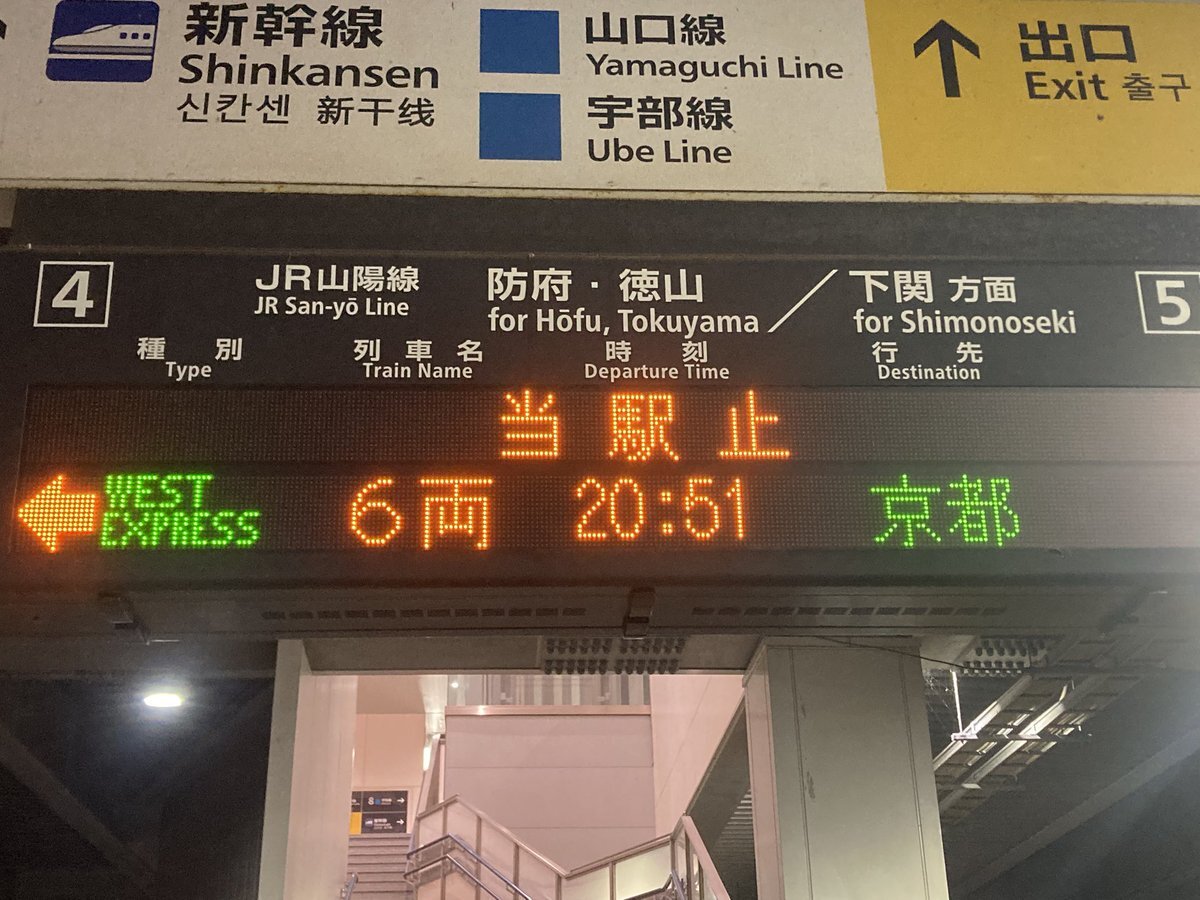 新幹線
Shinkansen
신칸센 新干线
山口線
Yamaguchi Line
宇部線
Ube Line
出口
Exit 출구
4
JR山陽線
JR San-yō Line
防府・徳山
for Hōfu, Tokuyama
下関 方面
for Shimonoseki
5
種別 列車名 時刻 行先
Type Train Name Departure Time Destination
当駅止
WEST EXPRESS 6両 20:51 京都